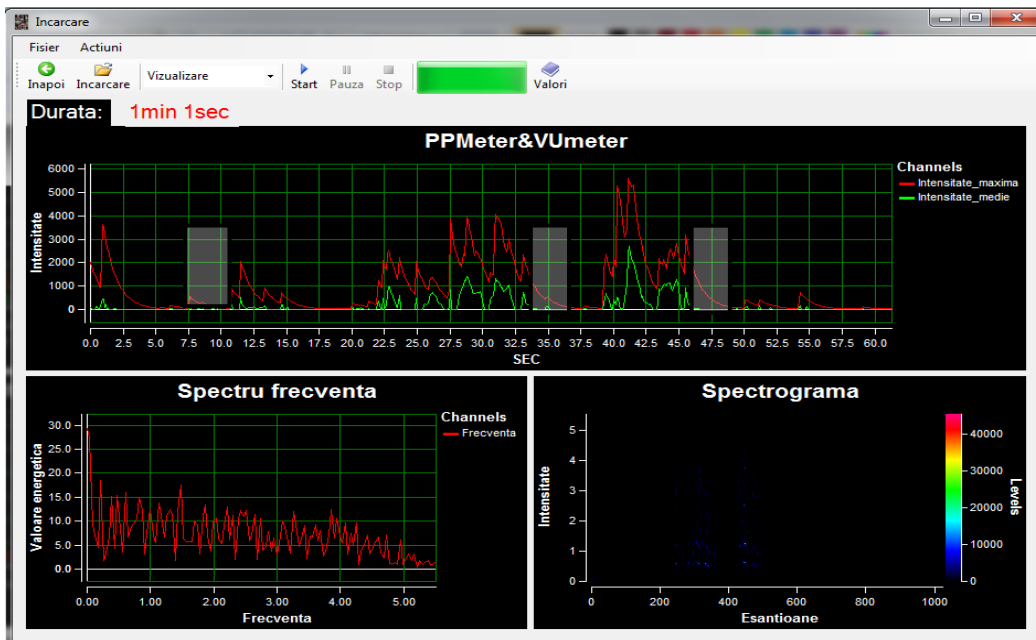 Incarcare
Fisier Actiuni
Inapoi Incarcare Vizualizare Start Pauza Stop Valori
Durata: 1min 1sec
PPMeter&VUmeter
Channels
Intensitate_maxima
Intensitate_medie
Intensitate
6000
5000
4000
3000
2000
1000
0
0.0 2.5 5.0 7.5 10.0 12.5 15.0 17.5 20.0 22.5 25.0 27.5 30.0 32.5 35.0 37.5 40.0 42.5 45.0 47.5 50.0 52.5 55.0 57.5 60.0
SEC
Spectru frecventa
Channels
Frecventa
Valoare energetica
30.0
25.0
20.0
15.0
10.0
5.0
0.0
0.00 1.00 2.00 3.00 4.00 5.00
Frecventa
Spectrograma
Intensitate
5
4
3
2
1
0
0 200 400 600 800 1000
Esantioane
40000
30000
20000
10000
0
Levels